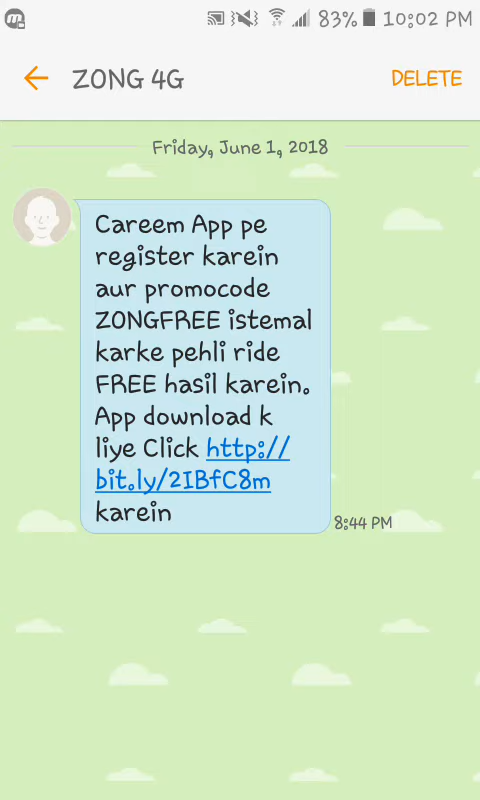 83% 10:02 PM
ZONG 4G
DELETE
Friday, June 1, 2018
Careem App pe
register karein
aur promocode
ZONGFREE istemal
karke pehli ride
FREE hasil karein.
App download k
liye Click http://
bit.ly/2IBfC8m
karein
8:44 PM